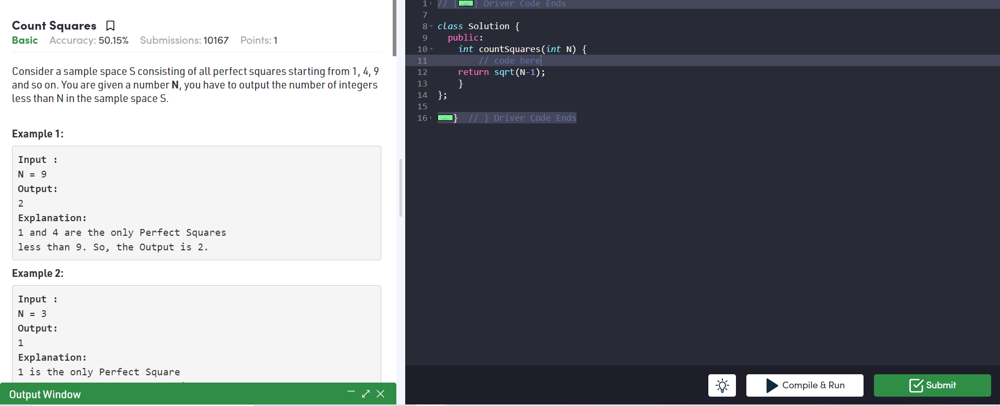 Count Squares
Basic Accuracy: 50.15% Submissions: 10167 Points: 1
Consider a sample space S consisting of all perfect squares starting from 1, 4, 9
and so on. You are given a number N, you have to output the number of integers
less than N in the sample space S.
Example 1:
Input :
N = 9
Output:
2
Explanation:
1 and 4 are the only Perfect Squares
less than 9. So, the Output is 2.
Example 2:
Input :
N = 3
Output:
1
Explanation:
1 is the only Perfect Square
Output Window
1 // { } Driver Code Ends
7
8 class Solution {
9 public:
10 int countSquares(int N) {
11 // code here
12 return sqrt(N-1);
13 }
14 };
15
16 } // } Driver Code Ends
Compile & Run
Submit